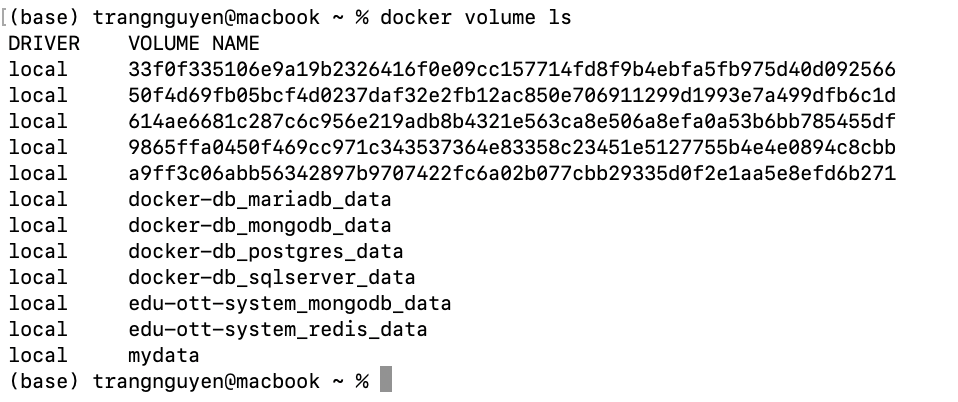 [(base) trangnguyen@macbook ~ % docker volume ls
DRIVER    VOLUME NAME
local     33f0f335106e9a19b2326416f0e09cc157714fd8f9b4ebfa5fb975d40d092566
local     50f4d69fb05bcf4d0237daf32e2fb12ac850e706911299d1993e7a499dfb6c1d
local     614ae6681c287c6c956e219adb8b4321e563ca8e506a8efa0a53b6bb785455df
local     9865ffa0450f469cc971c343537364e83358c23451e5127755b4e4e0894c8cbb
local     a9ff3c06abb56342897b9707422fc6a02b077cbb29335d0f2e1aa5e8efd6b271
local     docker-db_mariadb_data
local     docker-db_mongodb_data
local     docker-db_postgres_data
local     docker-db_sqlserver_data
local     edu-ott-system_mongodb_data
local     edu-ott-system_redis_data
local     mydata
(base) trangnguyen@macbook ~ %